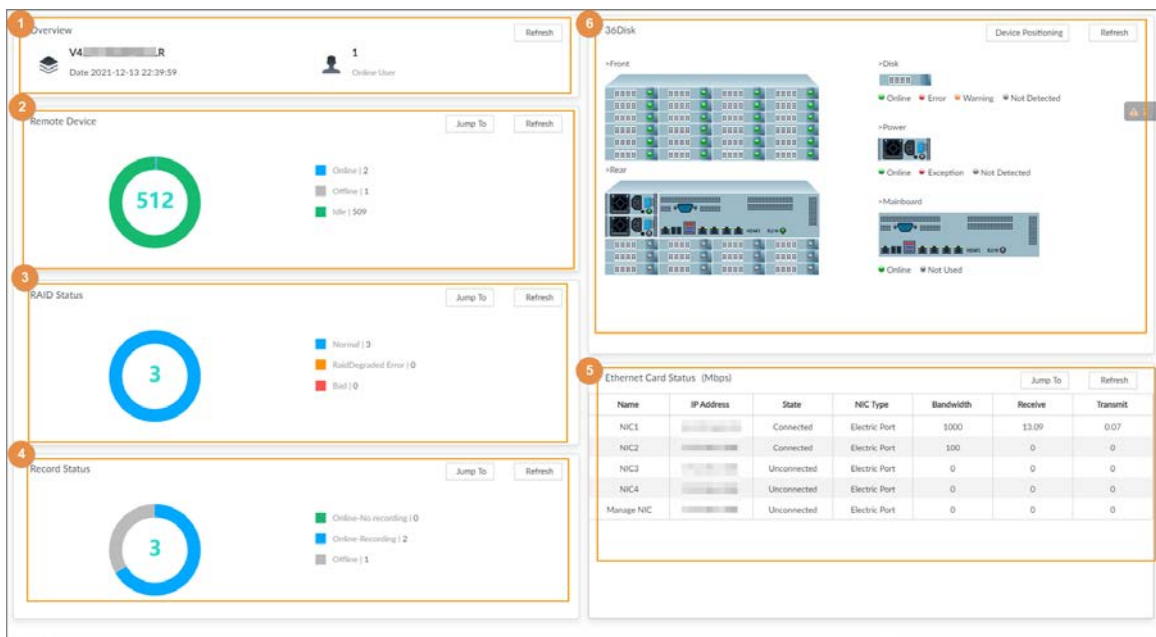 1
Overview
Refresh
V4. R
Date 2021-12-13 22:39:59
1
Online User
2
Remote Device
Jump To
Refresh
512
Online | 2
Offline | 1
Idle | 509
3
RAID Status
Jump To
Refresh
3
Normal | 3
RaidDegraded Error | 0
Bad | 0
4
Record Status
Jump To
Refresh
3
Online-No recording | 0
Online-Recording | 2
Offline | 1
6
36Disk
Device Positioning
Refresh
>Front
>Rear
>Disk
Online Error Warning Not Detected
>Power
Online Exception Not Detected
>Mainboard
Online Not Used
5
Ethernet Card Status (Mbps)
Jump To
Refresh
Name IP Address State NIC Type Bandwidth Receive Transmit
NIC1 Connected Electric Port 1000 13.09 0.07
NIC2 Connected Electric Port 100 0 0
NIC3 Unconnected Electric Port 0 0 0
NIC4 Unconnected Electric Port 0 0 0
Manage NIC Unconnected Electric Port 0 0 0